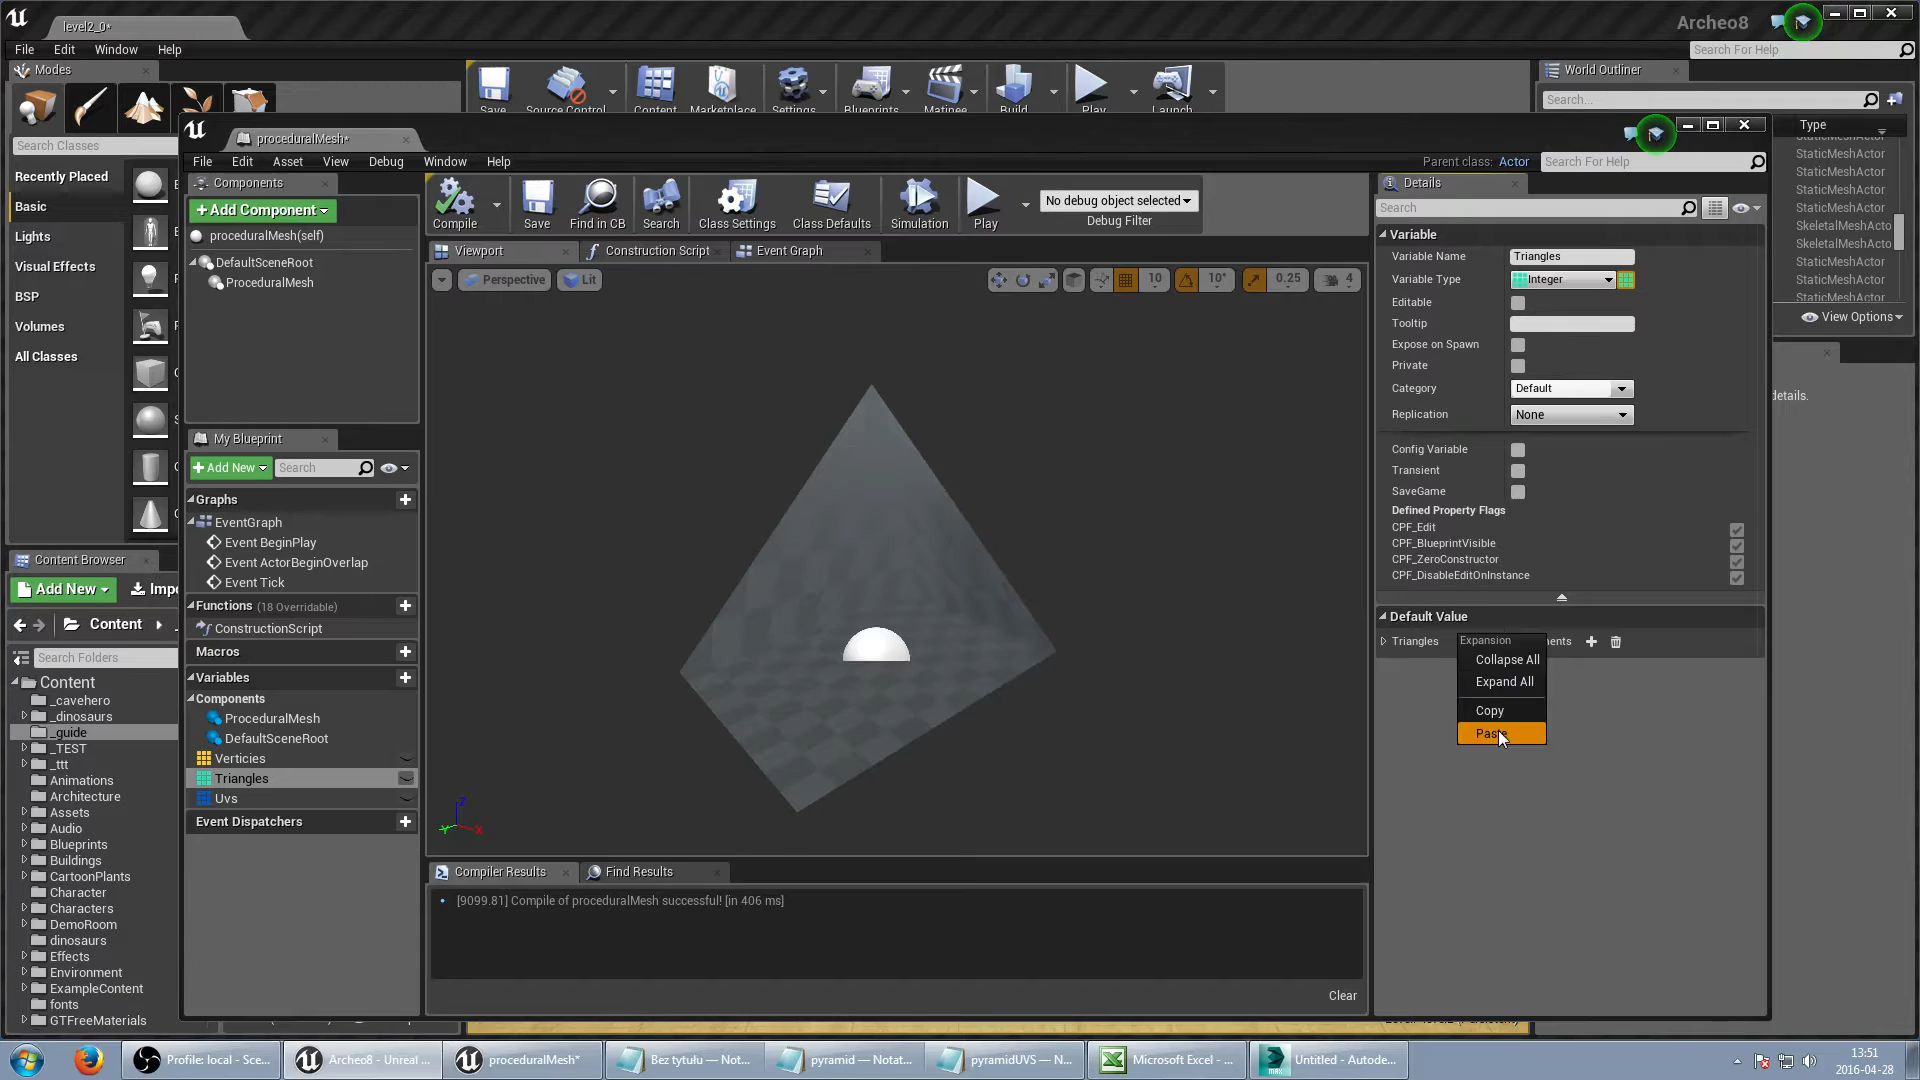 level2_0*
Archeo8
File Edit Window Help
Search For Help
Modes
World Outliner
Save Source Control Content Marketplace Settings Blueprints Matinee Build Play Launch
Search...
Search Classes
proceduralMesh*
Type
File Edit Asset View Debug Window Help
Parent class: Actor
Search For Help
StaticMeshActor
StaticMeshActor
StaticMeshActor
StaticMeshActor
SkeletalMeshActo
SkeletalMeshActo
StaticMeshActor
StaticMeshActor
StaticMeshActor
View Options
details.
Recently Placed
Basic
Lights
Visual Effects
BSP
Volumes
All Classes
Components
+Add Component
proceduralMesh(self)
DefaultSceneRoot
ProceduralMesh
Compile Save Find in CB Search Class Settings Class Defaults Simulation Play
No debug object selected
Debug Filter
Viewport
Construction Script
Event Graph
Perspective Lit
10 10° 0.25 4
My Blueprint
+Add New
Search
Graphs
EventGraph
Event BeginPlay
Event ActorBeginOverlap
Event Tick
Functions (18 Overridable)
ConstructionScript
Macros
Variables
Components
ProceduralMesh
DefaultSceneRoot
Verticies
Triangles
Uvs
Event Dispatchers
Compiler Results
Find Results
[9099.81] Compile of proceduralMesh successful! [in 406 ms]
Clear
Details
Search
Variable
Variable Name Triangles
Variable Type Integer
Editable
Tooltip
Expose on Spawn
Private
Category Default
Replication None
Config Variable
Transient
SaveGame
Defined Property Flags
CPF_Edit
CPF_BlueprintVisible
CPF_ZeroConstructor
CPF_DisableEditOnInstance
Default Value
Triangles
Expansion
Collapse All
Expand All
Copy
Paste
Content Browser
Add New
Impo
Content
Search Folders
Content
_cavehero
_dinosaurs
_guide
_TEST
_ttt
Animations
Architecture
Assets
Audio
Blueprints
Buildings
CartoonPlants
Character
Characters
DemoRoom
dinosaurs
Effects
Environment
ExampleContent
fonts
GTFreeMaterials
Profile: local - Sce...
Archeo8 - Unreal ...
proceduralMesh*
Bez tytułu — Not...
pyramid — Notat...
pyramidUVS — N...
Microsoft Excel - ...
Untitled - Autode...
13:51
2016-04-28